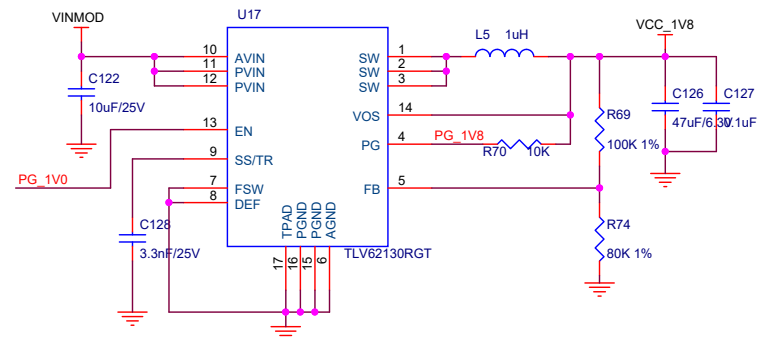 U17
VINMOD
L5
1uH
VCC_1V8
10
AVIN
11
PVIN
12
PVIN
SW
1
SW
2
SW
3
C122
10uF/25V
VOS
14
C126
47uF/6.3V
C127
0.1uF
13
EN
PG
4
PG_1V8
R70
10K
R69
100K 1%
9
SS/TR
PG_1V0
7
FSW
8
DEF
FB
5
C128
3.3nF/25V
TPAD
PGND
PGND
AGND
17
16
15
6
TLV62130RGT
R74
80K 1%